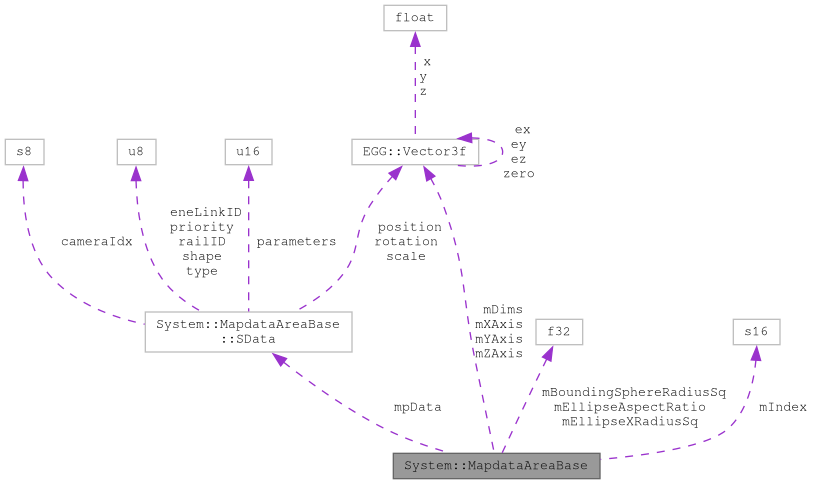 float
x
y
z
s8
u8
u16
EGG::Vector3f
ex
ey
ez
zero
cameraIdx
eneLinkID
priority
railID
shape
type
parameters
position
rotation
scale
System::MapdataAreaBase
::SData
mDims
mXAxis
mYAxis
mZAxis
f32
s16
mpData
mBoundingSphereRadiusSq
mEllipseAspectRatio
mEllipseXRadiusSq
mIndex
System::MapdataAreaBase